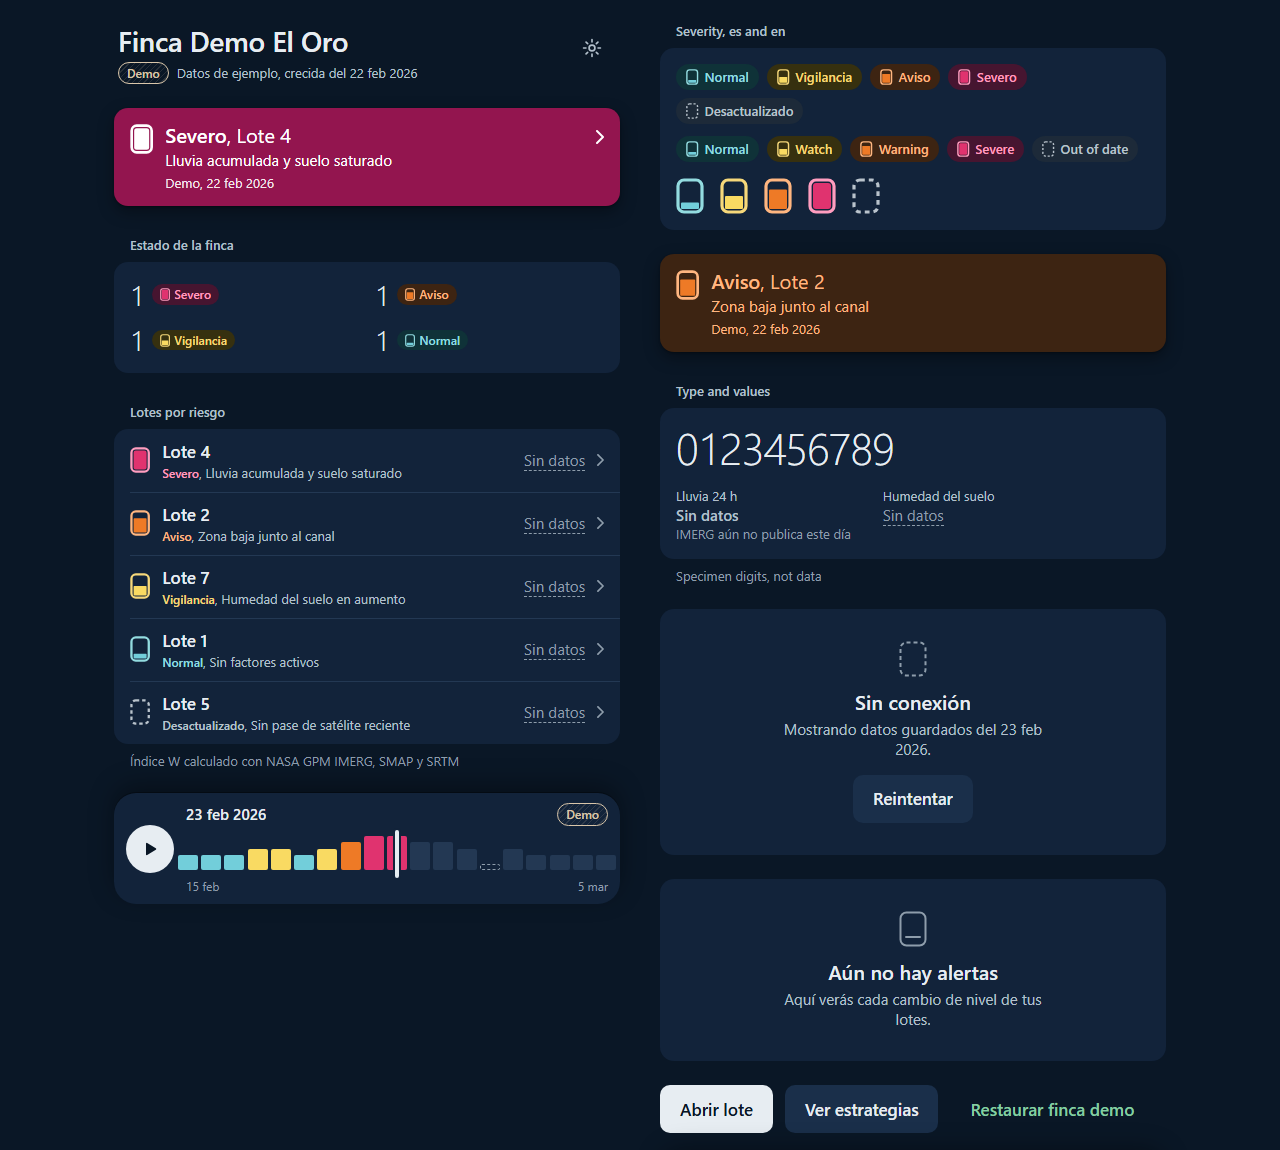 Finca Demo El Oro
Demo Datos de ejemplo, crecida del 22 feb 2026
Severo, Lote 4
Lluvia acumulada y suelo saturado
Demo, 22 feb 2026
Estado de la finca
1 Severo
1 Aviso
1 Vigilancia
1 Normal
Lotes por riesgo
Lote 4
Severo, Lluvia acumulada y suelo saturado
Sin datos
Lote 2
Aviso, Zona baja junto al canal
Sin datos
Lote 7
Vigilancia, Humedad del suelo en aumento
Sin datos
Lote 1
Normal, Sin factores activos
Sin datos
Lote 5
Desactualizado, Sin pase de satélite reciente
Sin datos
Índice W calculado con NASA GPM IMERG, SMAP y SRTM
23 feb 2026
Demo
15 feb
5 mar
Severity, es and en
Normal Vigilancia Aviso Severo
Desactualizado
Normal Watch Warning Severe Out of date
Aviso, Lote 2
Zona baja junto al canal
Demo, 22 feb 2026
Type and values
0123456789
Lluvia 24 h
Sin datos
IMERG aún no publica este día
Humedad del suelo
Sin datos
Specimen digits, not data
Sin conexión
Mostrando datos guardados del 23 feb
2026.
Reintentar
Aún no hay alertas
Aquí verás cada cambio de nivel de tus
lotes.
Abrir lote
Ver estrategias
Restaurar finca demo